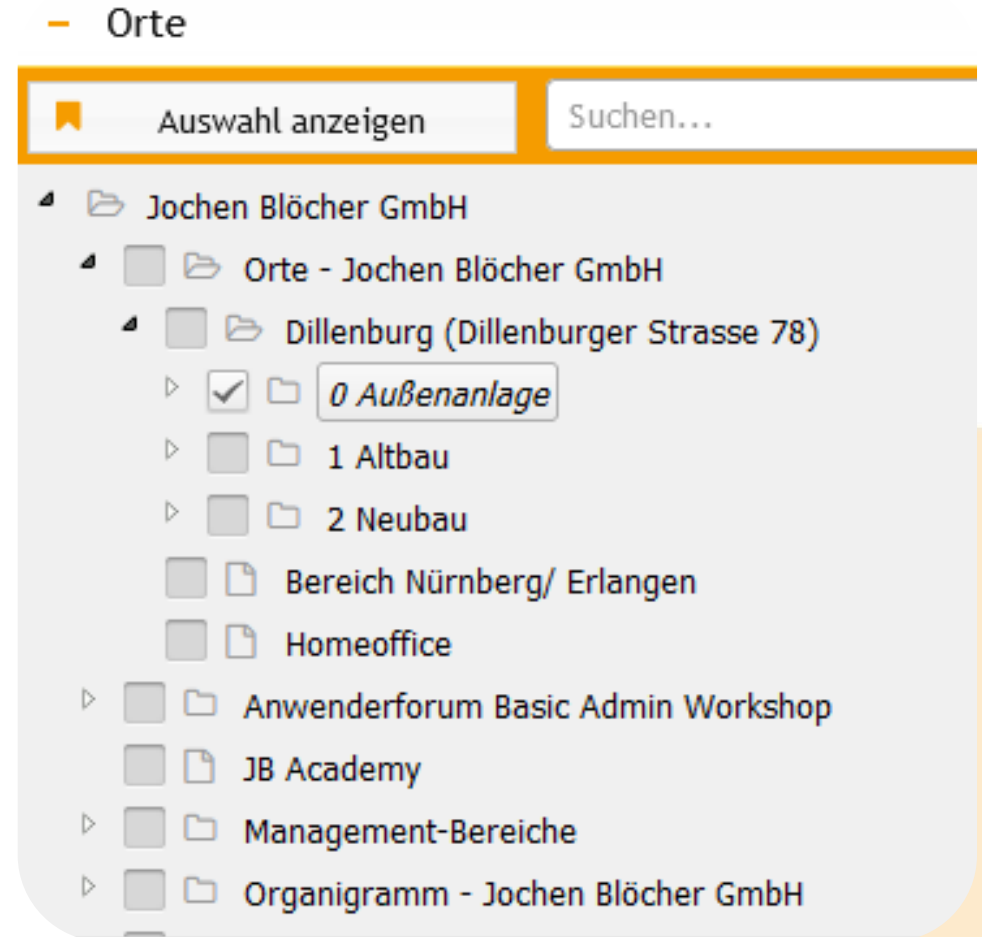 Orte
Auswahl anzeigen
Suchen...
Jochen Blöcher GmbH
Orte - Jochen Blöcher GmbH
Dillenburg (Dillenburger Strasse 78)
0 Außenanlage
1 Altbau
2 Neubau
Bereich Nürnberg/ Erlangen
Homeoffice
Anwenderforum Basic Admin Workshop
JB Academy
Management-Bereiche
Organigramm - Jochen Blöcher GmbH